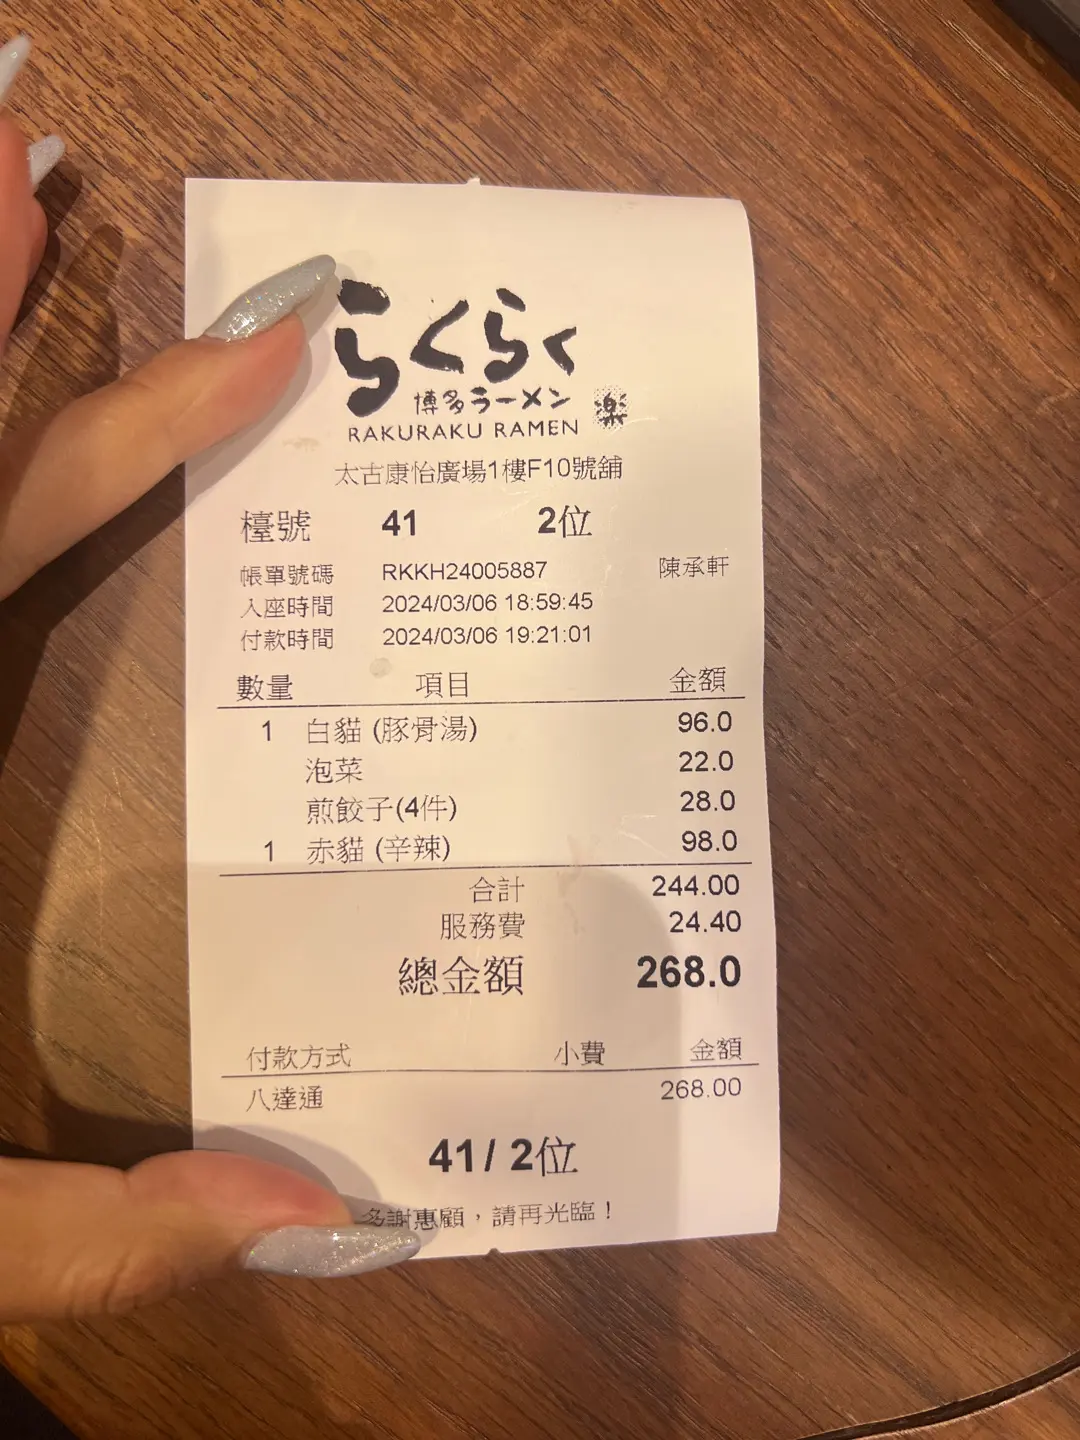 らくらく
博多ラーメン 楽
RAKURAKU RAMEN
太古康怡廣場1樓F10號舖
檯號 41 2位
帳單號碼 RKKH24005887 陳承軒
入座時間 2024/03/06 18:59:45
付款時間 2024/03/06 19:21:01
數量 項目 金額
1 白貓 (豚骨湯) 96.0
泡菜 22.0
煎餃子(4件) 28.0
1 赤貓 (辛辣) 98.0
合計 244.00
服務費 24.40
總金額 268.0
付款方式 小費 金額
八達通 268.00
41 / 2位
多謝惠顧，請再光臨！